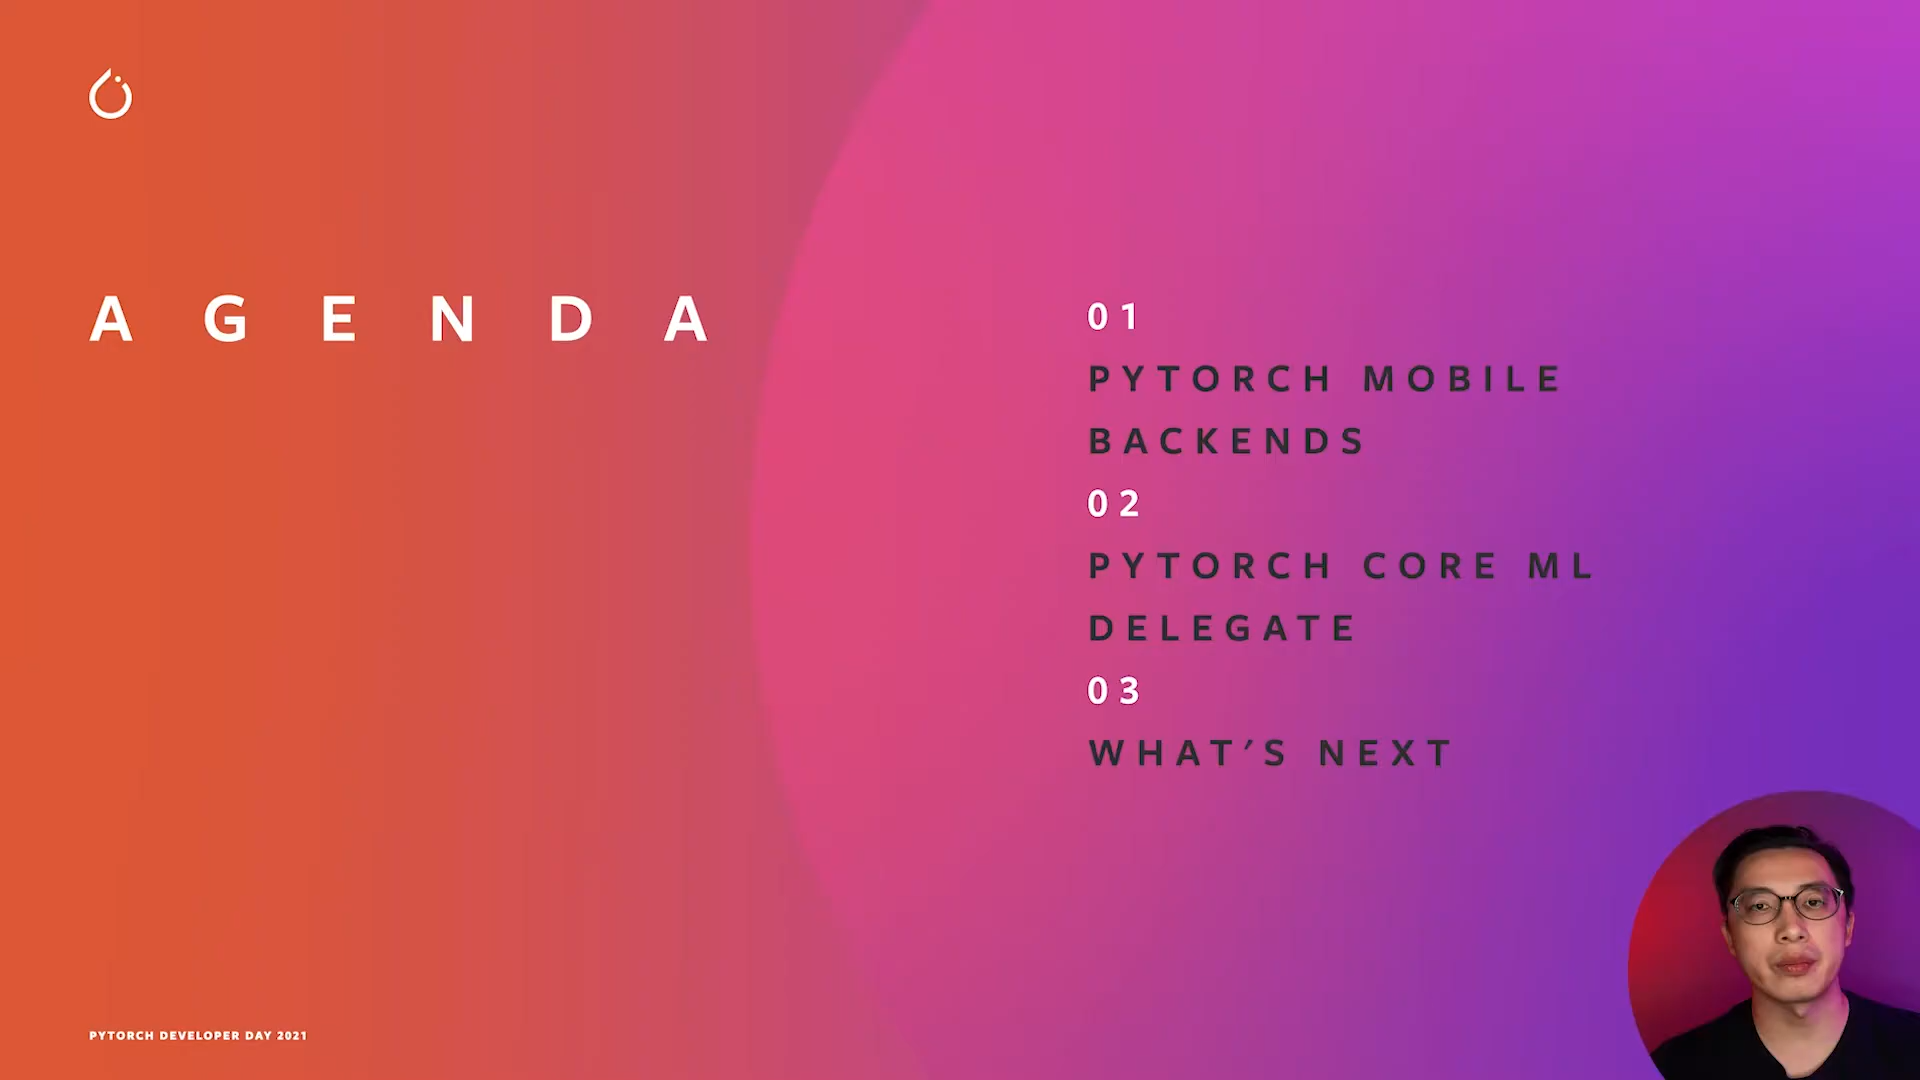 AGENDA
01
PYTORCH MOBILE
BACKENDS
02
PYTORCH CORE ML
DELEGATE
03
WHAT'S NEXT
PYTORCH DEVELOPER DAY 2021